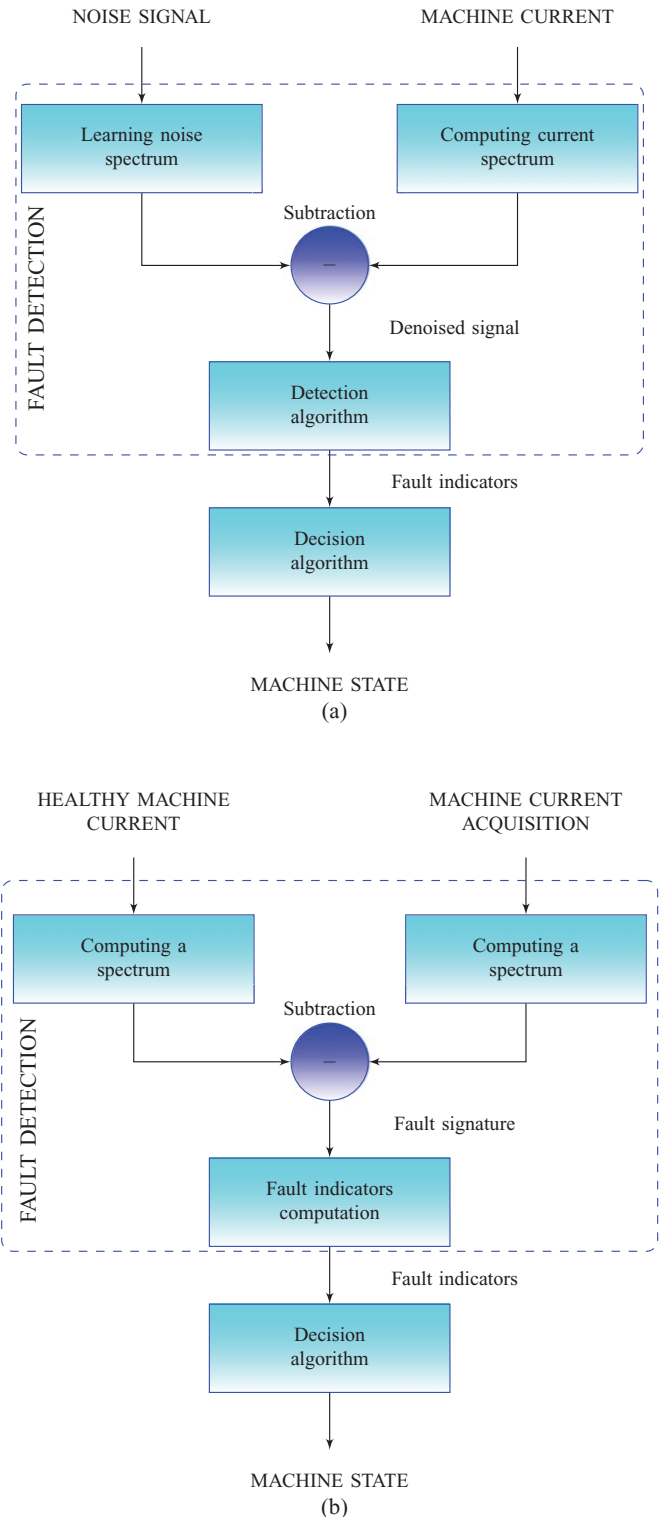 NOISE SIGNAL
MACHINE CURRENT
Learning noise
spectrum
Computing current
spectrum
Subtraction
–
FAULT DETECTION
Denoised signal
Detection
algorithm
Fault indicators
Decision
algorithm
MACHINE STATE
(a)
HEALTHY MACHINE
CURRENT
MACHINE CURRENT
ACQUISITION
Computing a
spectrum
Computing a
spectrum
Subtraction
–
FAULT DETECTION
Fault signature
Fault indicators
computation
Fault indicators
Decision
algorithm
MACHINE STATE
(b)